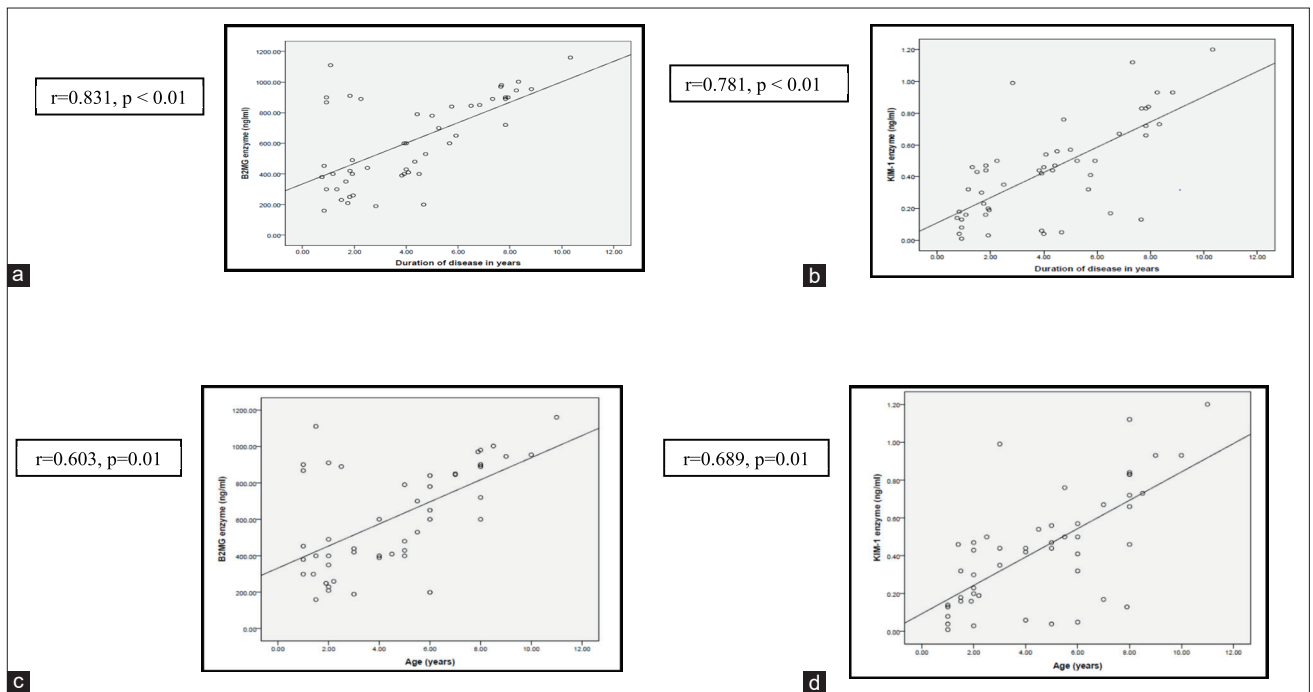 r=0.831, p < 0.01
B2MG enzyme (ng/ml)
1200.00
1000.00
800.00
600.00
400.00
200.00
0.00
0.00 2.00 4.00 6.00 8.00 10.00 12.00
Duration of disease in years
a
r=0.781, p < 0.01
KIM-1 enzyme (ng/ml)
1.20
1.00
0.80
0.60
0.40
0.20
0.00
0.00 2.00 4.00 6.00 8.00 10.00 12.00
Duration of disease in years
b
r=0.603, p=0.01
B2MG enzyme (ng/ml)
1200.00
1000.00
800.00
600.00
400.00
200.00
0.00
0.00 2.00 4.00 6.00 8.00 10.00 12.00
Age (years)
c
r=0.689, p=0.01
KIM-1 enzyme (ng/ml)
1.20
1.00
0.80
0.60
0.40
0.20
0.00
0.00 2.00 4.00 6.00 8.00 10.00 12.00
Age (years)
d